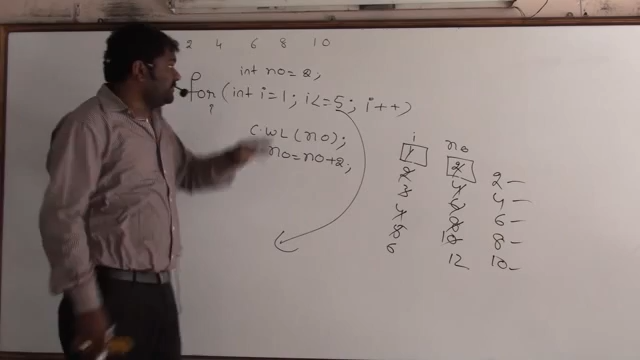 2 4 6 8 10
int no=2;
for (int i=1; i<=5; i++)
C.WL(no);
no=no+2;
i no
1 2
2 4 2
3 6 4
4 8 6
5 10 8
6 12 10